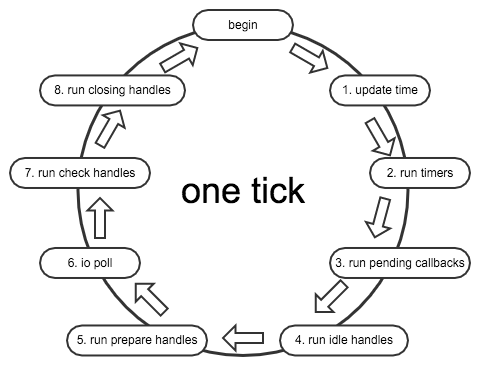 begin
1. update time
2. run timers
3. run pending callbacks
4. run idle handles
5. run prepare handles
6. io poll
7. run check handles
8. run closing handles
one tick